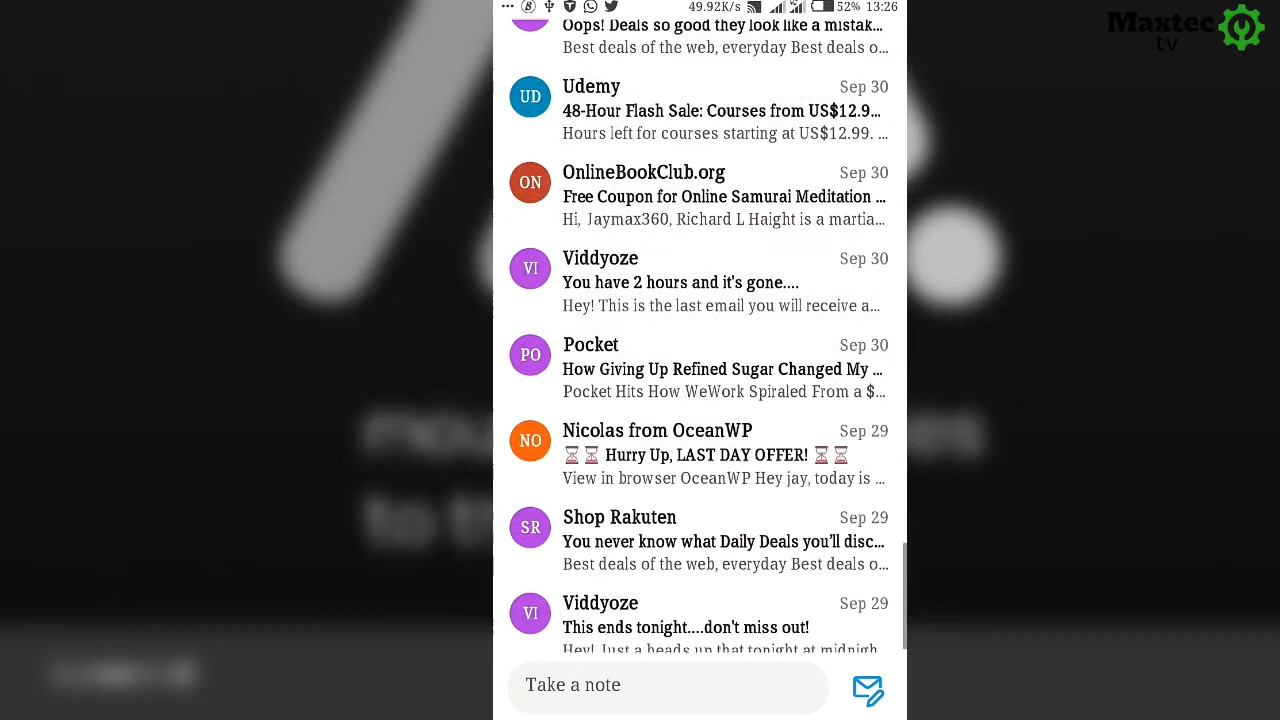 49.92K/s 52% 13:26
Maxtec
tv
Oops! Deals so good they look like a mistak...
Best deals of the web, everyday Best deals o...
UD Udemy Sep 30
48-Hour Flash Sale: Courses from US$12.9...
Hours left for courses starting at US$12.99. ...
ON OnlineBookClub.org Sep 30
Free Coupon for Online Samurai Meditation ...
Hi, Jaymax360, Richard L Haight is a martia...
VI Viddyoze Sep 30
You have 2 hours and it's gone....
Hey! This is the last email you will receive a...
PO Pocket Sep 30
How Giving Up Refined Sugar Changed My ...
Pocket Hits How WeWork Spiraled From a $...
NO Nicolas from OceanWP Sep 29
⏳⏳ Hurry Up, LAST DAY OFFER! ⏳⏳
View in browser OceanWP Hey jay, today is ...
SR Shop Rakuten Sep 29
You never know what Daily Deals you’ll disc...
Best deals of the web, everyday Best deals o...
VI Viddyoze Sep 29
This ends tonight....don't miss out!
Hey! Just a heads up that tonight at midnigh
Take a note